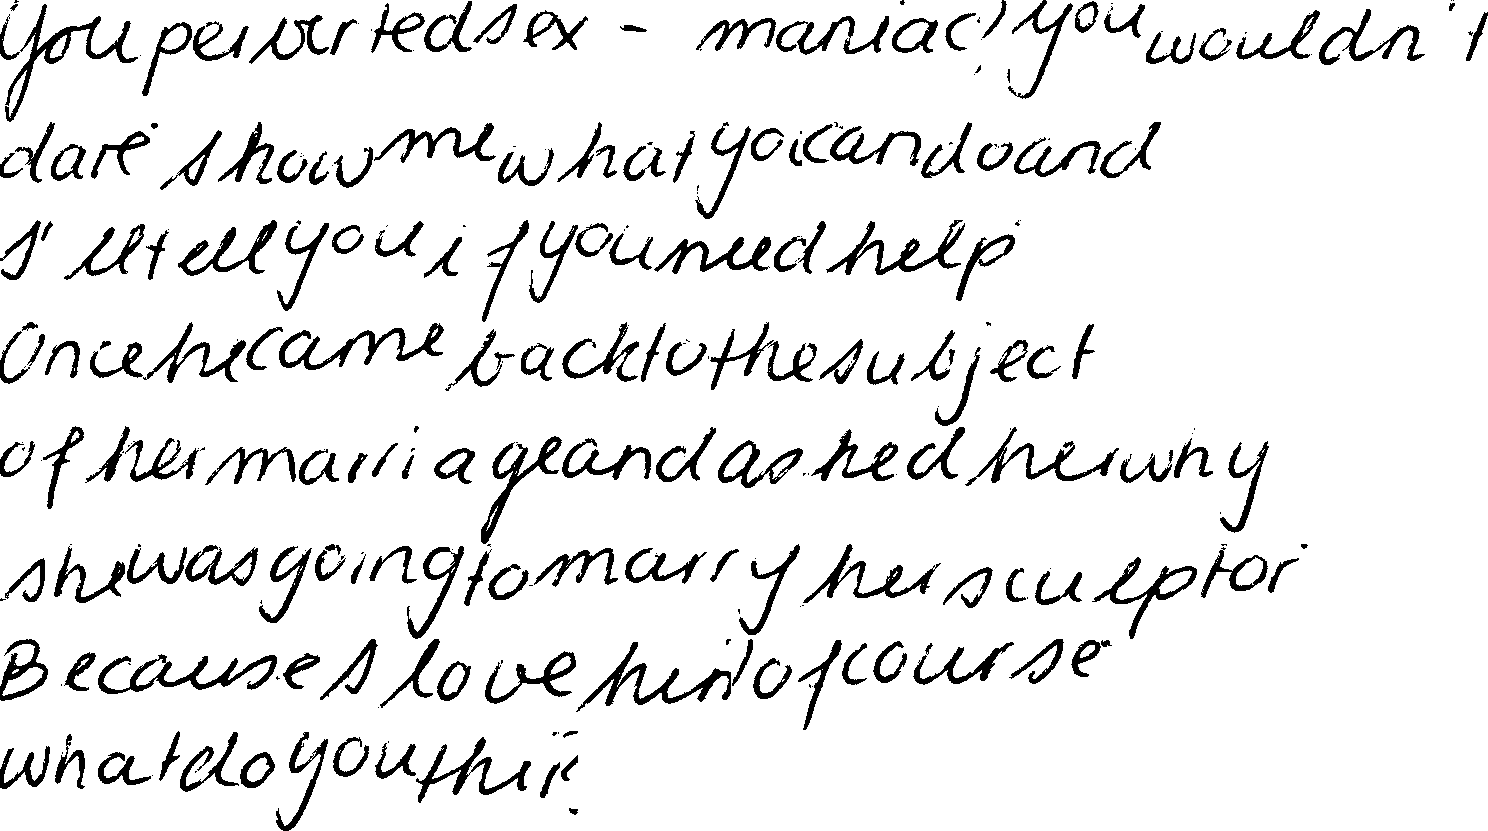 You perverted sex - maniac! you wouldn't
dare show me what you can do and
I'll tell you if you need help
Once he came back to the subject
of her marriage and asked her why
she was going to marry her sculptor
Because I love him of course
what do you